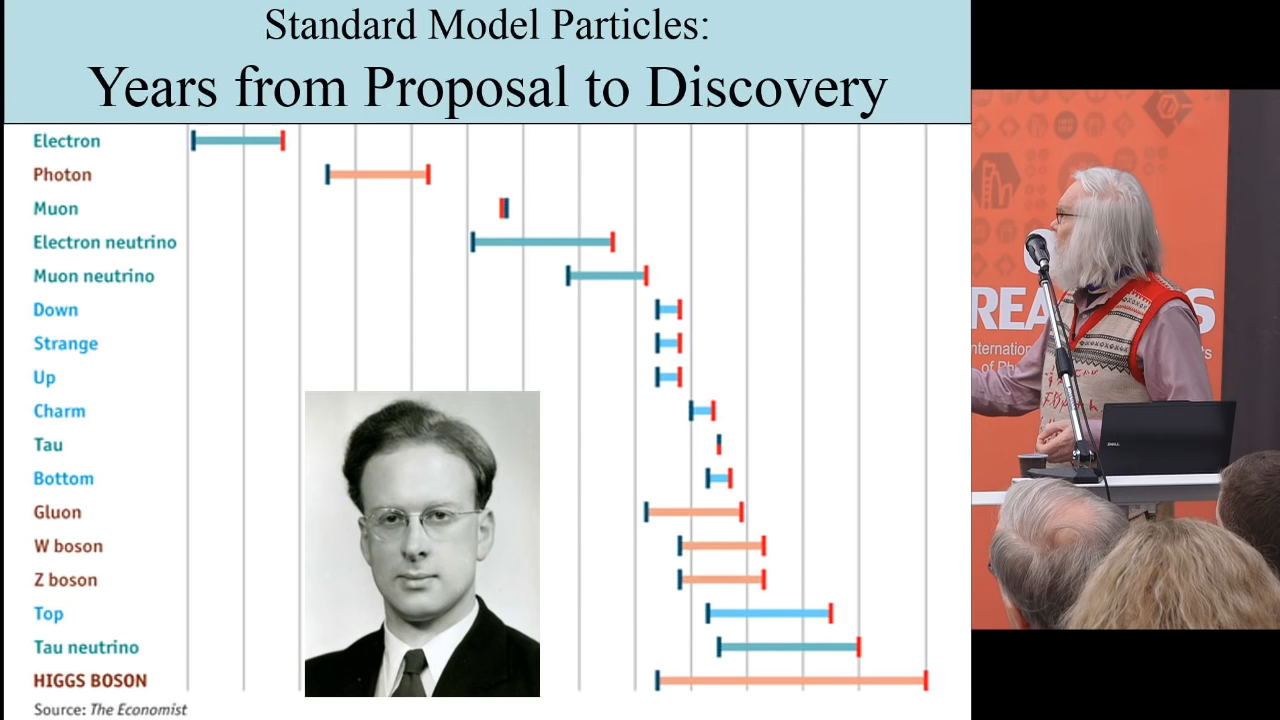 Standard Model Particles:
Years from Proposal to Discovery
Electron
Photon
Muon
Electron neutrino
Muon neutrino
Down
Strange
Up
Charm
Tau
Bottom
Gluon
W boson
Z boson
Top
Tau neutrino
HIGGS BOSON
Source: The Economist
DELL